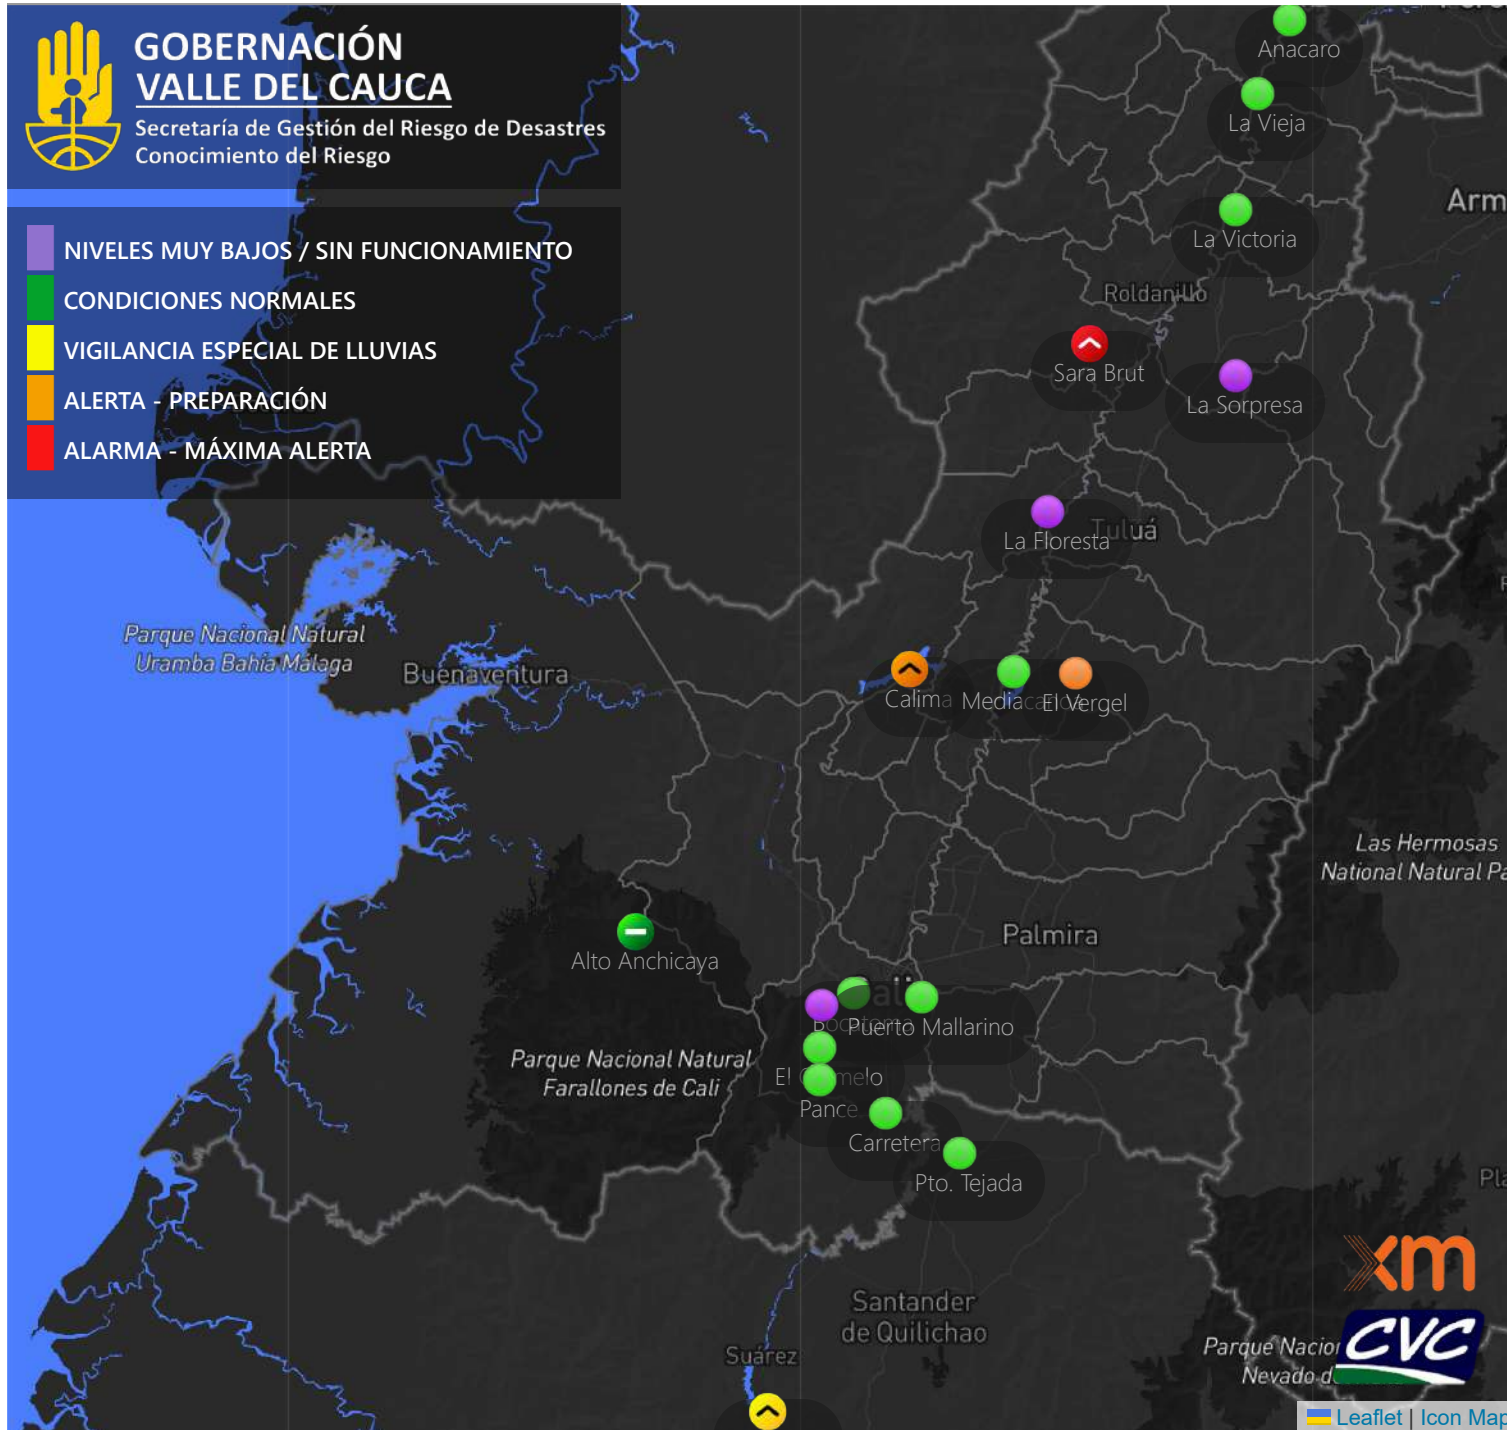 GOBERNACIÓN
VALLE DEL CAUCA
Secretaría de Gestión del Riesgo de Desastres
Conocimiento del Riesgo
NIVELES MUY BAJOS / SIN FUNCIONAMIENTO
CONDICIONES NORMALES
VIGILANCIA ESPECIAL DE LLUVIAS
ALERTA - PREPARACIÓN
ALARMA - MÁXIMA ALERTA
Anacaro
La Vieja
Arm
La Victoria
Roldanillo
Sara Brut
La Sorpresa
Tuluá
La Floresta
Parque Nacional Natural
Uramba Bahía Málaga
Buenaventura
Calima
El Vergel
Las Hermosas
National Natural Pa
Palmira
Alto Anchicaya
Puerto Mallarino
Parque Nacional Natural
Farallones de Cali
Pance
Carretera
Pto. Tejada
Pla
xm
Santander
de Quilichao
Suárez
Parque Nacion
Nevado d
CVC
Leaflet | Icon Map